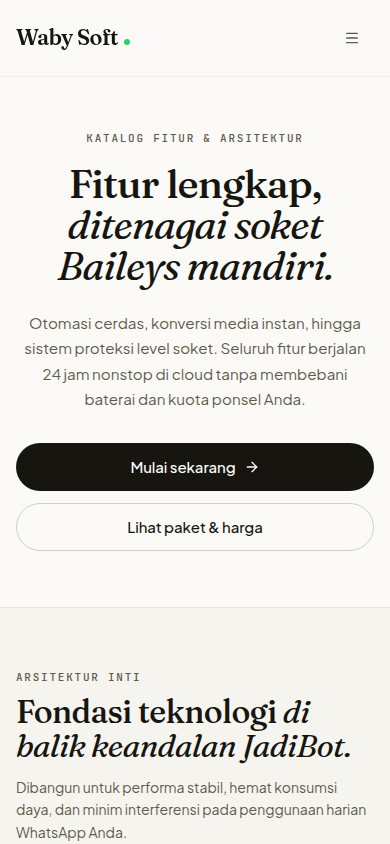 Waby Soft
KATALOG FITUR & ARSITEKTUR
Fitur lengkap,
ditenagai soket
Baileys mandiri.
Otomasi cerdas, konversi media instan, hingga
sistem proteksi level soket. Seluruh fitur berjalan
24 jam nonstop di cloud tanpa membebani
baterai dan kuota ponsel Anda.
Mulai sekarang →
Lihat paket & harga
ARSITEKTUR INTI
Fondasi teknologi di
balik keandalan JadiBot.
Dibangun untuk performa stabil, hemat konsumsi
daya, dan minim interferensi pada penggunaan harian
WhatsApp Anda.